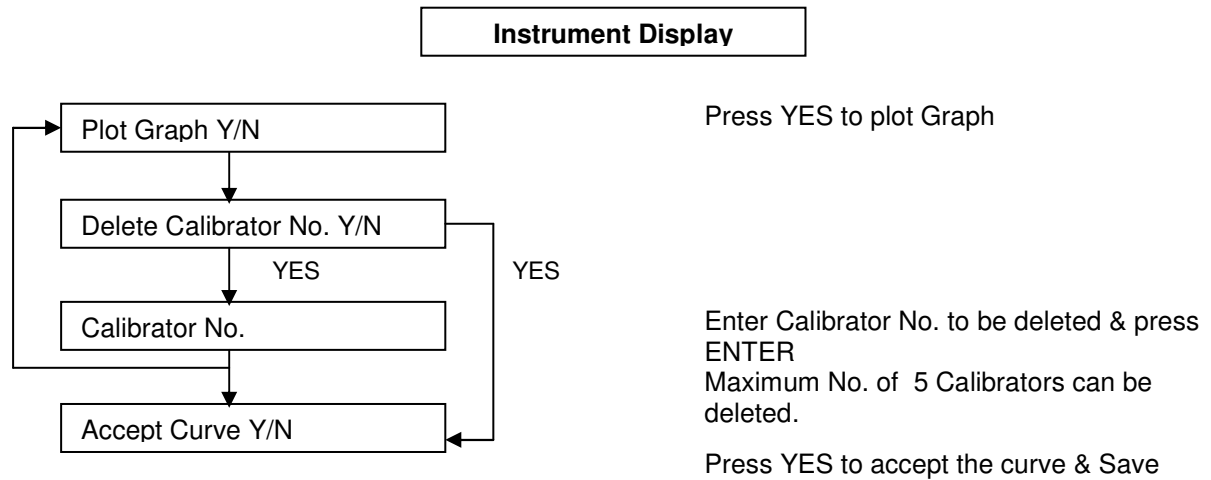 Instrument Display
Plot Graph Y/N
Press YES to plot Graph
Delete Calibrator No. Y/N
YES
YES
Calibrator No.
Enter Calibrator No. to be deleted & press
ENTER
Maximum No. of 5 Calibrators can be
deleted.
Accept Curve Y/N
Press YES to accept the curve & Save